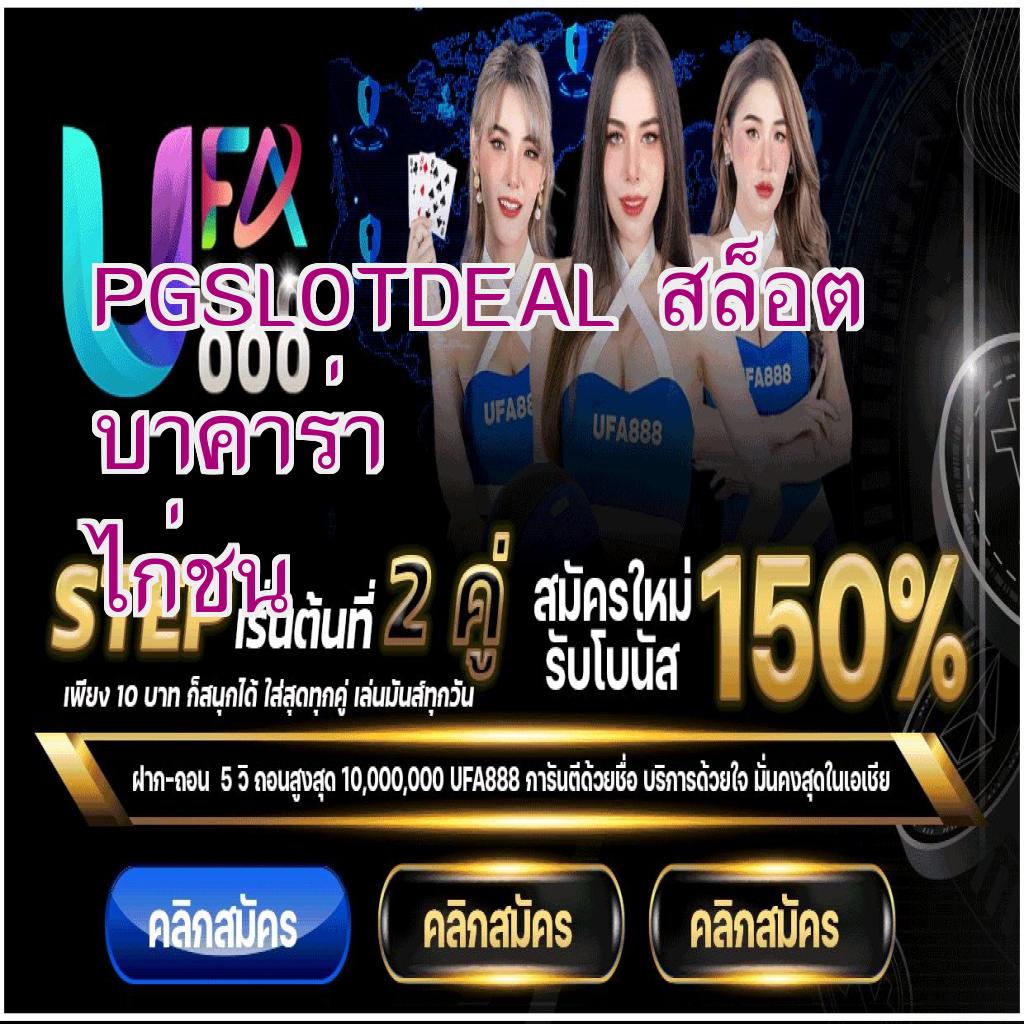 UFA
888
PGSLOTDEAL สล็อต
บาคาร่า
ไก่ชน
UFA888
UFA888
UFA888
STEP เริ่มต้นที่ 2 คู่
เพียง 10 บาท ก็สนุกได้ ใส่สุดทุกคู่ เล่นมันส์ทุกวัน
สมัครใหม่
รับโบนัส
150%
ฝาก-ถอน 5 วิ ถอนสูงสุด 10,000,000 UFA888 การันตีด้วยชื่อ บริการด้วยใจ มั่นคงสุดในเอเชีย
คลิกสมัคร
คลิกสมัคร
คลิกสมัคร